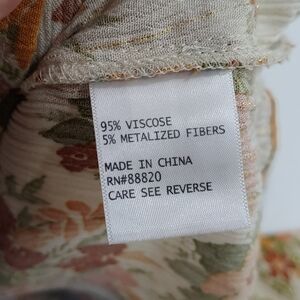 95% VISCOSE
5% METALIZED FIBERS
MADE IN CHINA
RN#88820
CARE SEE REVERSE